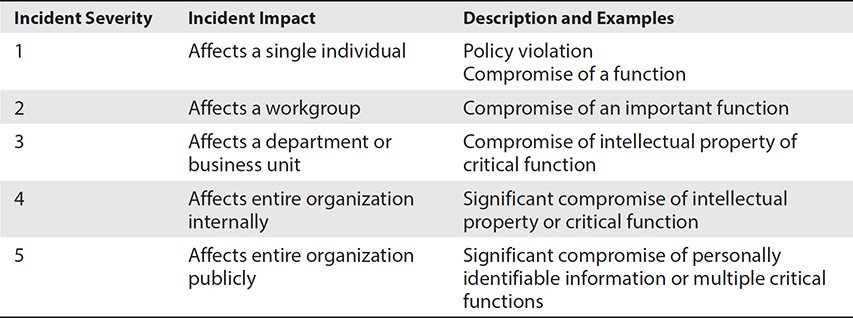 Incident Severity Incident Impact Description and Examples
1 Affects a single individual Policy violation
Compromise of a function
2 Affects a workgroup Compromise of an important function
3 Affects a department or Compromise of intellectual property of
business unit critical function
4 Affects entire organization Significant compromise of intellectual
internally property or critical function
5 Affects entire organization Significant compromise of personally
publicly identifiable information or multiple critical
functions